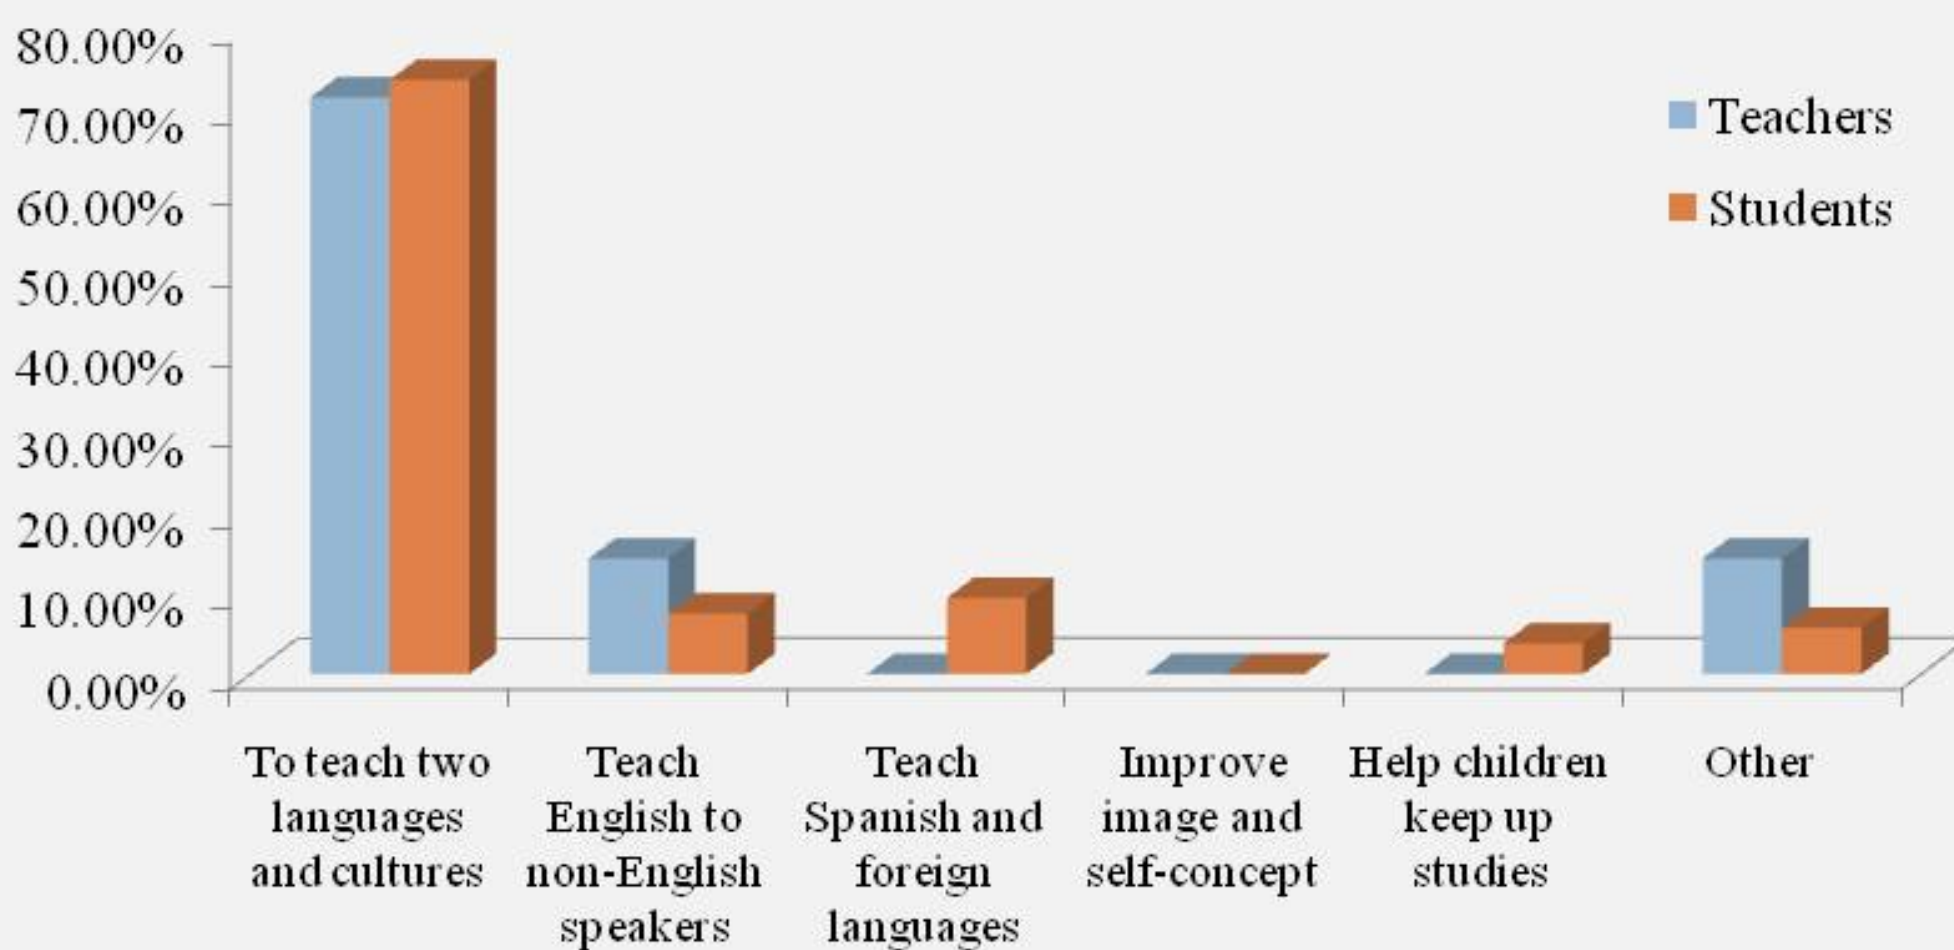 80.00%
70.00%
60.00%
50.00%
40.00%
30.00%
20.00%
10.00%
0.00%
Teachers
Students
To teach two
languages
and cultures
Teach
English to
non-English
speakers
Teach
Spanish and
foreign
languages
Improve
image and
self-concept
Help children
keep up
studies
Other